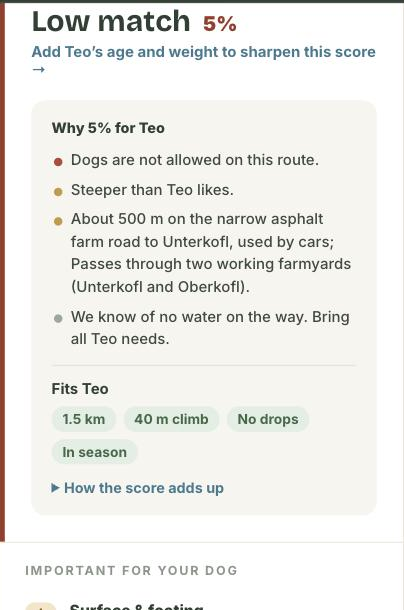 Low match 5%
Add Teo's age and weight to sharpen this score
→
Why 5% for Teo
Dogs are not allowed on this route.
Steeper than Teo likes.
About 500 m on the narrow asphalt
farm road to Unterkofl, used by cars;
Passes through two working farmyards
(Unterkofl and Oberkofl).
We know of no water on the way. Bring
all Teo needs.
Fits Teo
1.5 km 40 m climb No drops
In season
▶ How the score adds up
IMPORTANT FOR YOUR DOG
Surface & footing